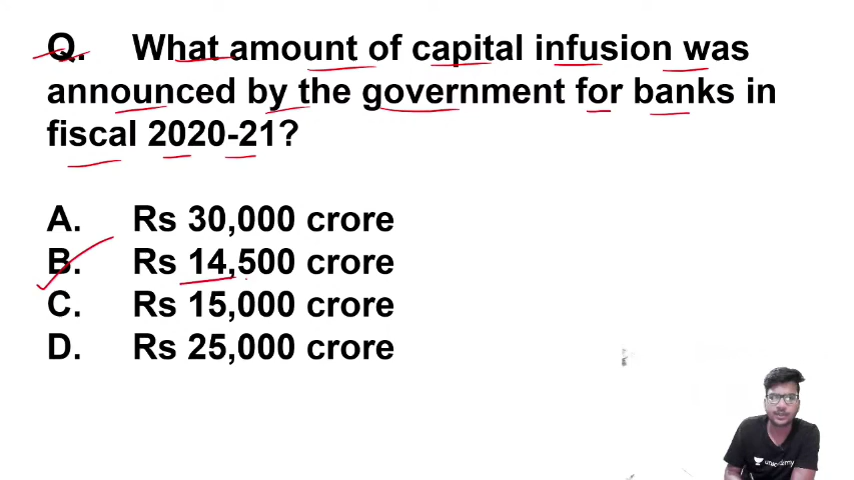 Q. What amount of capital infusion was
announced by the government for banks in
fiscal 2020-21?
A. Rs 30,000 crore
B. Rs 14,500 crore
C. Rs 15,000 crore
D. Rs 25,000 crore
unacademy